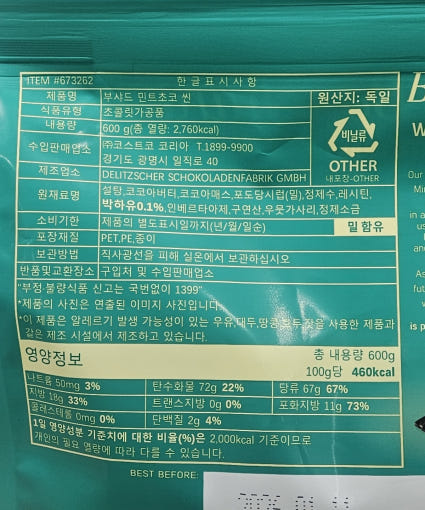 ITEM #673262 한글표시사항
제품명 부샤드 민트초코 씬
원산지: 독일
식품유형 초콜릿가공품
내용량 600 g(총 열량: 2,760kcal)
수입판매업소 ㈜코스트코 코리아 T.1899-9900
경기도 광명시 일직로 40
비닐류
OTHER
내포장-OTHER
제조업소 DELITZSCHER SCHOKOLADENFABRIK GMBH
원재료명 설탕,코코아버터,코코아매스,포도당시럽(밀),정제수,레시틴,
박하유0.1%,인베르타아제,구연산,우뭇가사리,정제소금
소비기한 제품의 별도표시일까지(년/월/일순)
밀 함유
포장재질 PET,PE,종이
보관방법 직사광선을 피해 실온에서 보관하십시오
반품및교환장소 구입처 및 수입판매업소
*부정·불량식품 신고는 국번없이 1399*
*제품의 사진은 연출된 이미지 사진입니다.
*이 제품은 알레르기 발생 가능성이 있는 우유,대두,땅콩,호두,잣을 사용한 제품과
같은 제조 시설에서 제조하고 있습니다.
영양정보
총 내용량 600g
100g당 460kcal
나트륨 50mg 3% 탄수화물 72g 22% 당류 67g 67%
지방 18g 33% 트랜스지방 0g 0% 포화지방 11g 73%
콜레스테롤 0mg 0% 단백질 2g 4%
1일 영양성분 기준치에 대한 비율(%)은 2,000kcal 기준이므로
개인의 필요 열량에 따라 다를 수 있습니다.
BEST BEFORE:
B
W
Our
Mi
in a
us
an
As
fut
is p